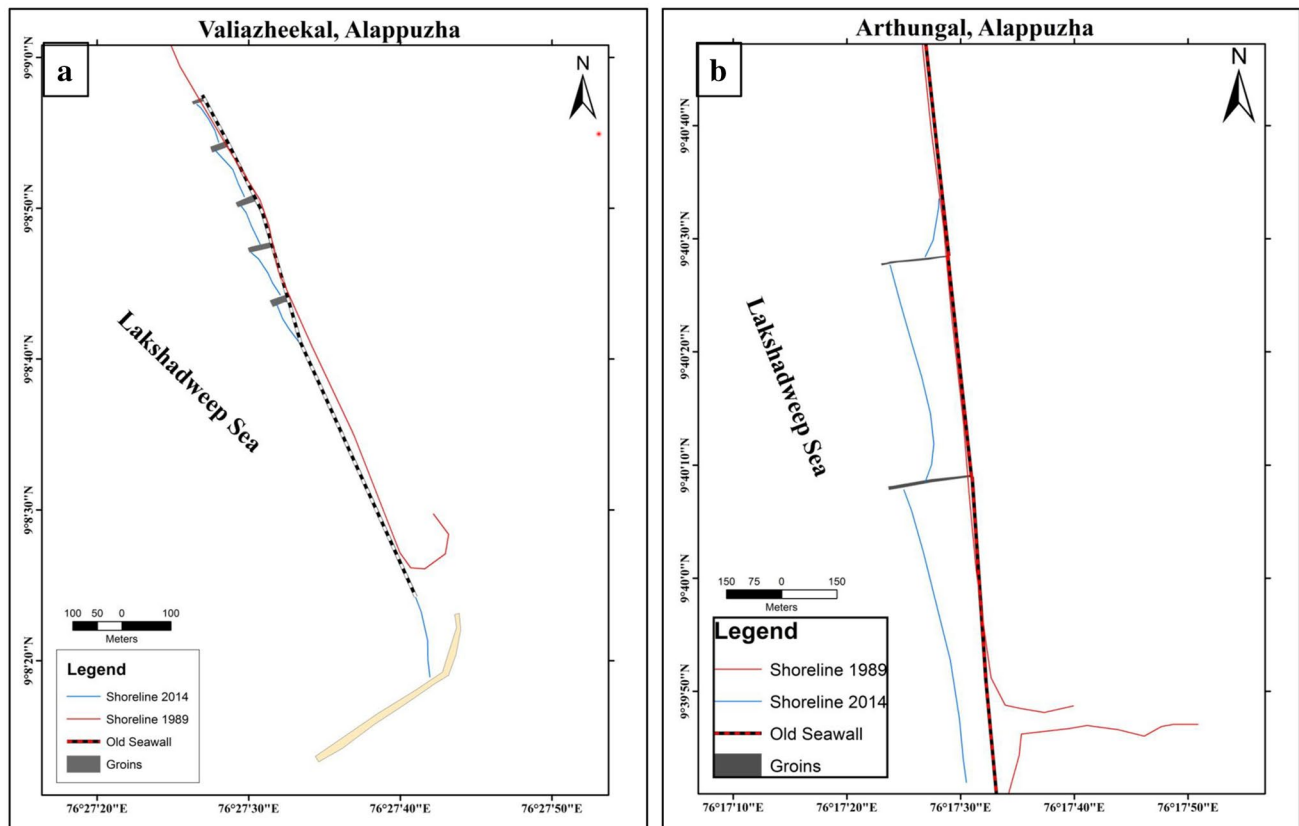 Valiazheekal, Alappuzha
a
N
9°9'0"N
9°8'50"N
9°8'40"N
9°8'30"N
9°8'20"N
Lakshadweep Sea
100 50 0 100
Meters
Legend
Shoreline 2014
Shoreline 1989
Old Seawall
Groins
76°27'20"E 76°27'30"E 76°27'40"E 76°27'50"E
Arthungal, Alappuzha
b
N
9°40'40"N
9°40'30"N
9°40'20"N
9°40'10"N
9°40'0"N
9°39'50"N
Lakshadweep Sea
150 75 0 150
Meters
Legend
Shoreline 1989
Shoreline 2014
Old Seawall
Groins
76°17'10"E 76°17'20"E 76°17'30"E 76°17'40"E 76°17'50"E